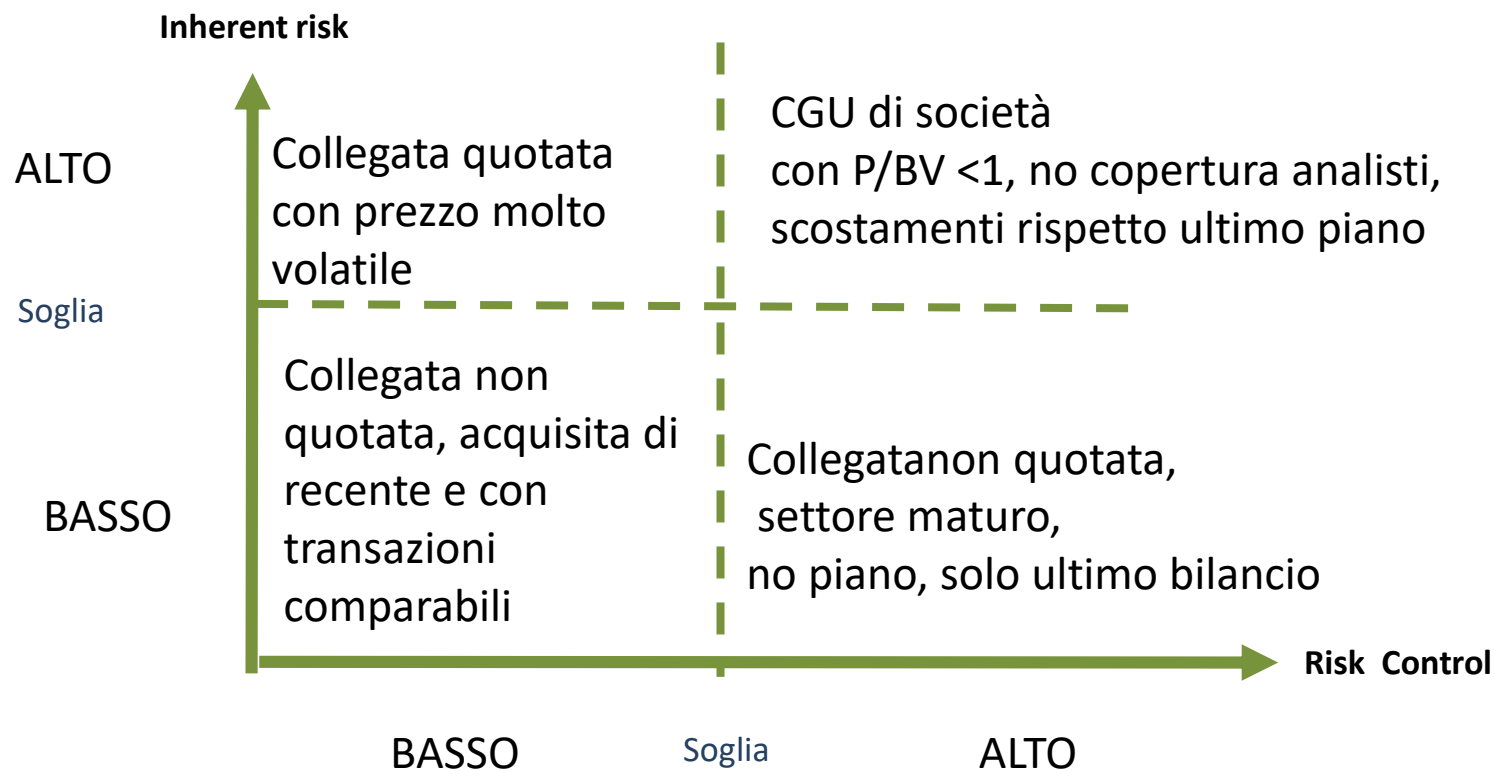 Inherent risk
ALTO
Collegata quotata
con prezzo molto
volatile
CGU di società
con P/BV <1, no copertura analisti,
scostamenti rispetto ultimo piano
Soglia
BASSO
Collegata non
quotata, acquisita di
recente e con
transazioni
comparabili
Collegatanon quotata,
settore maturo,
no piano, solo ultimo bilancio
Risk Control
BASSO
Soglia
ALTO